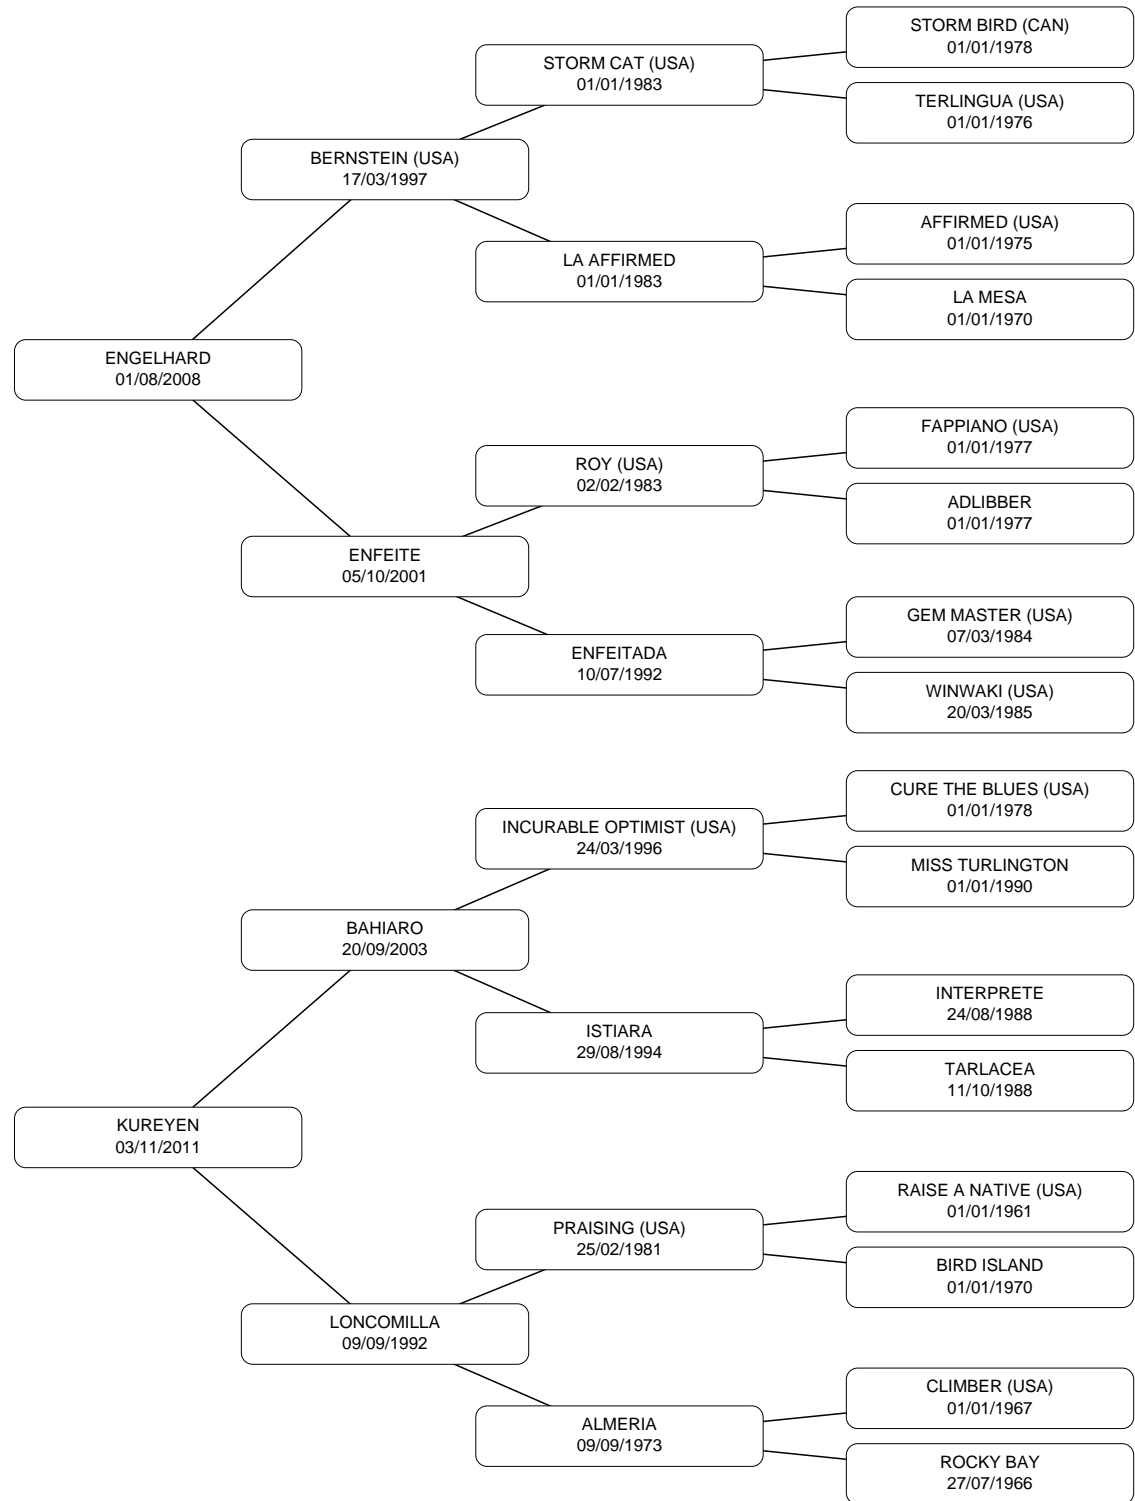 STORM BIRD (CAN)
01/01/1978
STORM CAT (USA)
01/01/1983
TERLINGUA (USA)
01/01/1976
BERNSTEIN (USA)
17/03/1997
AFFIRMED (USA)
01/01/1975
LA AFFIRMED
01/01/1983
LA MESA
01/01/1970
ENGELHARD
01/08/2008
FAPPIANO (USA)
01/01/1977
ROY (USA)
02/02/1983
ADLIBBER
01/01/1977
ENFEITE
05/10/2001
GEM MASTER (USA)
07/03/1984
ENFEITADA
10/07/1992
WINWAKI (USA)
20/03/1985
CURE THE BLUES (USA)
01/01/1978
INCURABLE OPTIMIST (USA)
24/03/1996
MISS TURLINGTON
01/01/1990
BAHIARO
20/09/2003
INTERPRETE
24/08/1988
ISTIARA
29/08/1994
TARLACEA
11/10/1988
KUREYEN
03/11/2011
RAISE A NATIVE (USA)
01/01/1961
PRAISING (USA)
25/02/1981
BIRD ISLAND
01/01/1970
LONCOMILLA
09/09/1992
CLIMBER (USA)
01/01/1967
ALMERIA
09/09/1973
ROCKY BAY
27/07/1966